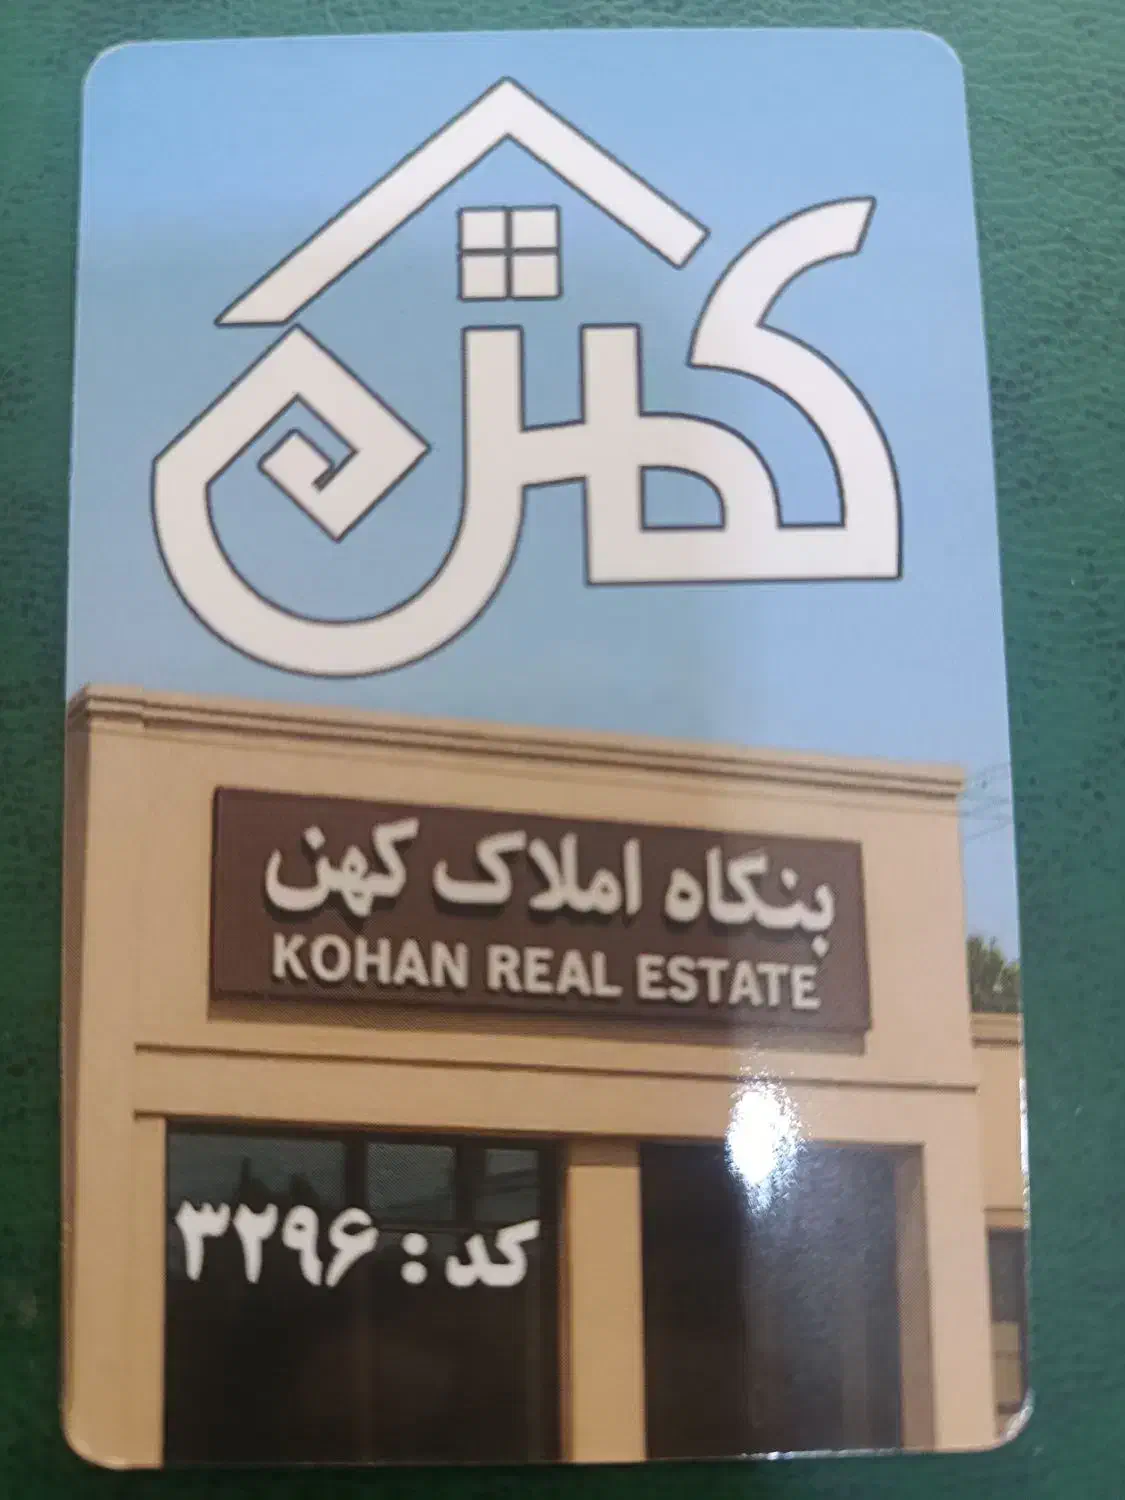 کهن
بنگاه املاک کهن
KOHAN REAL ESTATE
کد : ۳۲۹۶